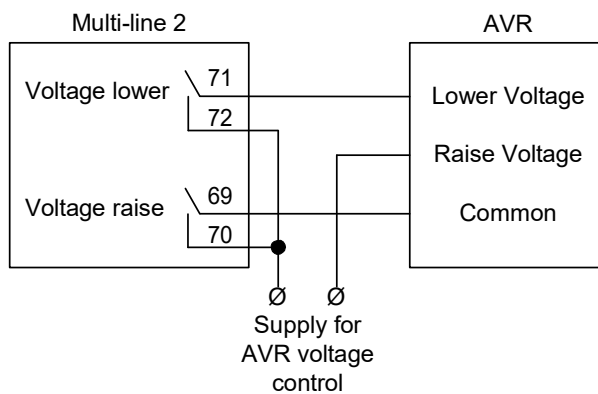 Multi-line 2
AVR
Voltage lower
71
72
Lower Voltage
Raise Voltage
Voltage raise
69
70
Common
Ø Ø
Supply for
AVR voltage
control